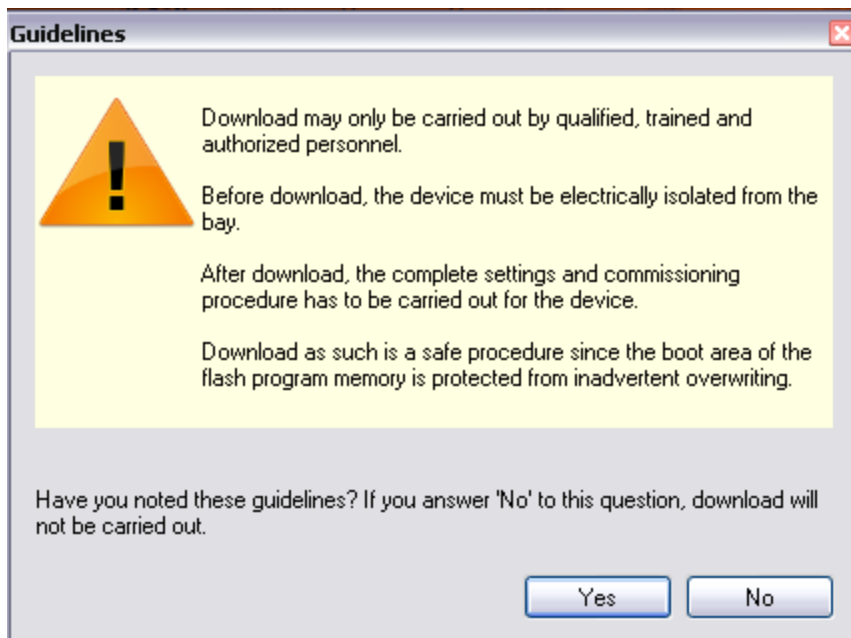 Guidelines
Download may only be carried out by qualified, trained and
authorized personnel.
Before download, the device must be electrically isolated from the
bay.
After download, the complete settings and commissioning
procedure has to be carried out for the device.
Download as such is a safe procedure since the boot area of the
flash program memory is protected from inadvertent overwriting.
Have you noted these guidelines? If you answer 'No' to this question, download will
not be carried out.
Yes No